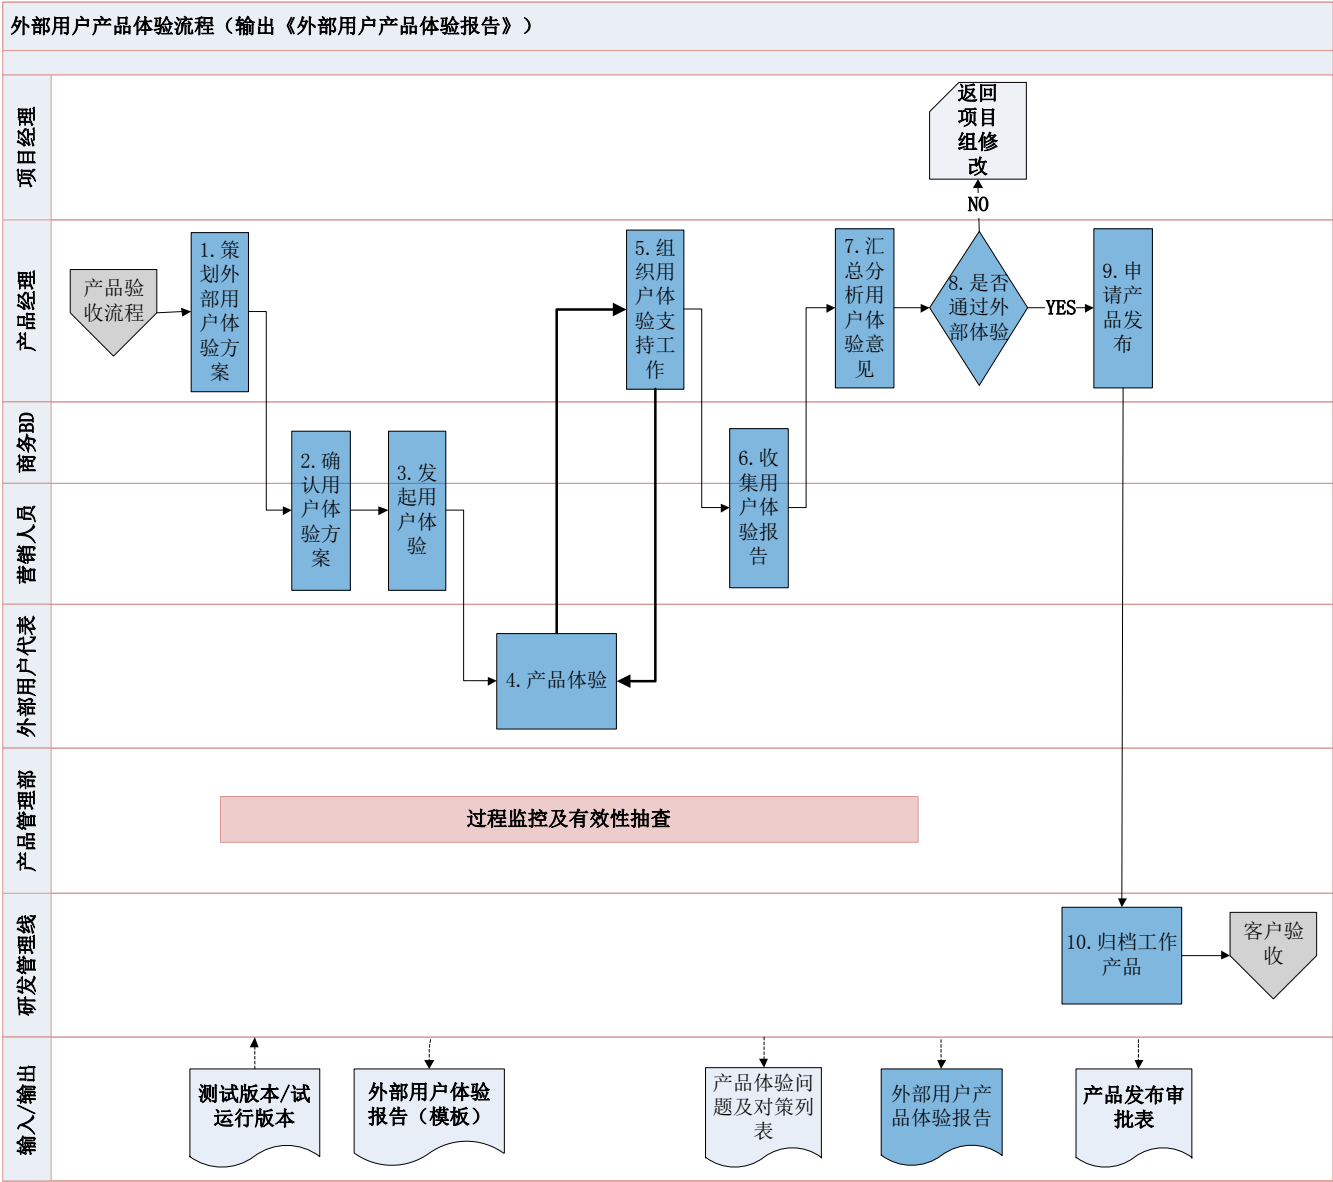 外部用户产品体验流程（输出《外部用户产品体验报告》）
项目经理
返回
项目
组修
改
NO
产品经理
产品验
收流程
1.策
划外
部用
户体
验方
案
5.组
织用
户体
验支
持工
作
7.汇
总分
析用
户体
验意
见
8.是否
通过外
部体验
YES
9.申
请产
品发
布
商务BD
营销人员
2.确
认用
户体
验方
案
3.发
起用
户体
验
6.收
集用
户体
验报
告
外部用户代表
4.产品体验
产品管理部
过程监控及有效性抽查
研发管理线
10.归档工作
产品
客户验
收
输入/输出
测试版本/试
运行版本
外部用户体验
报告（模板）
产品体验问
题及对策列
表
外部用户产
品体验报告
产品发布审
批表